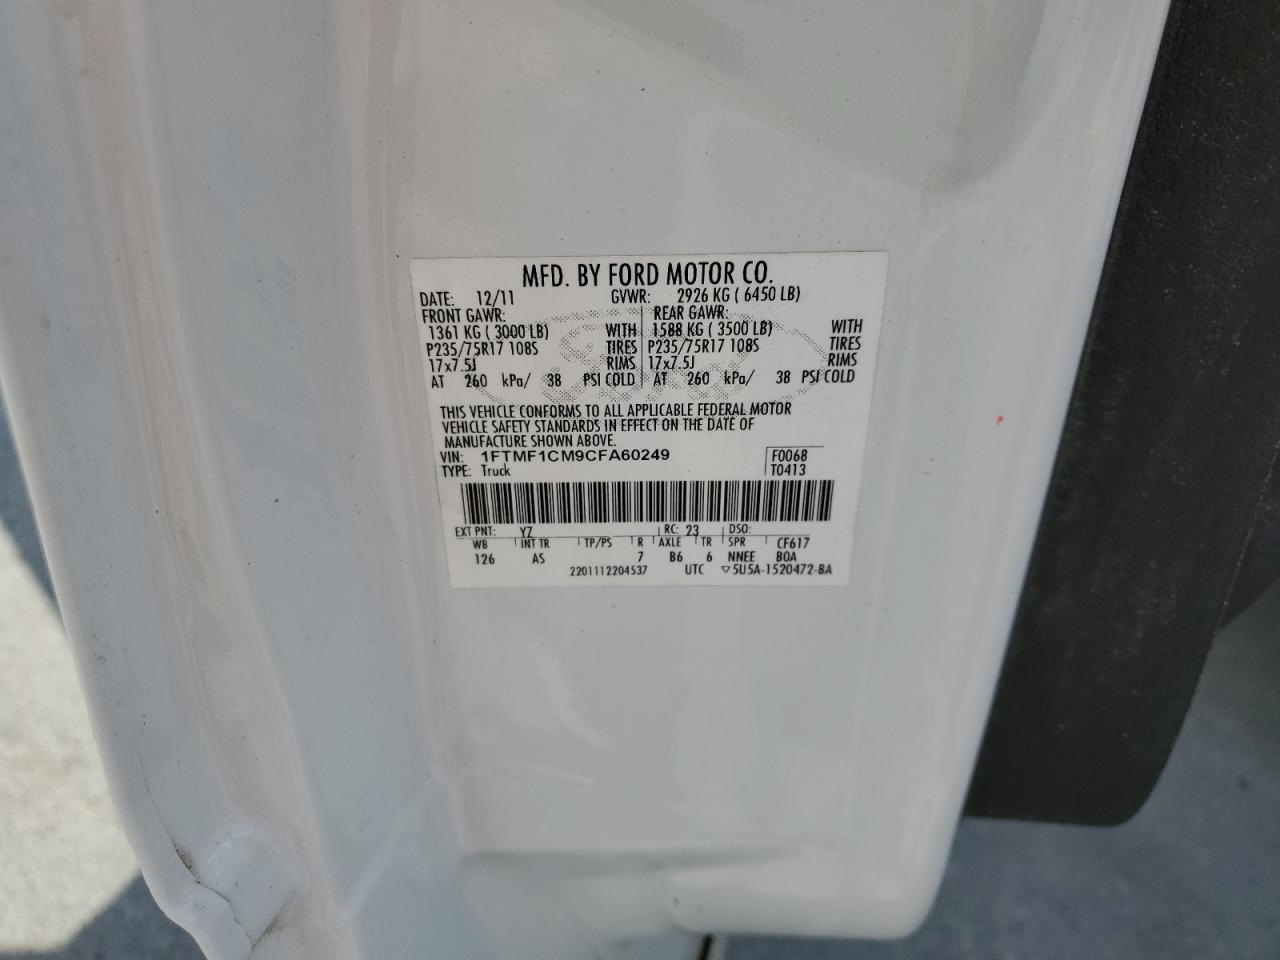 MFD. BY FORD MOTOR CO.
DATE: 12/11 GVWR: 2926 KG ( 6450 LB)
FRONT GAWR: REAR GAWR:
1361 KG ( 3000 LB) WITH 1588 KG ( 3500 LB) WITH
P235/75R17 108S TIRES P235/75R17 108S TIRES
17x7.5J RIMS 17x7.5J RIMS
AT 260 kPa/ 38 PSI COLD AT 260 kPa/ 38 PSI COLD
THIS VEHICLE CONFORMS TO ALL APPLICABLE FEDERAL MOTOR
VEHICLE SAFETY STANDARDS IN EFFECT ON THE DATE OF
MANUFACTURE SHOWN ABOVE.
VIN: 1FTMF1CM9CFA60249 F0068
TYPE: Truck T0413
EXT PNT: YZ RC: 23 DSO:
WB INT TR TP/PS R AXLE TR SPR CF617
126 AS 7 B6 6 NNEE BOA
2201112204537 UTC ▽5U5A-1520472-BA